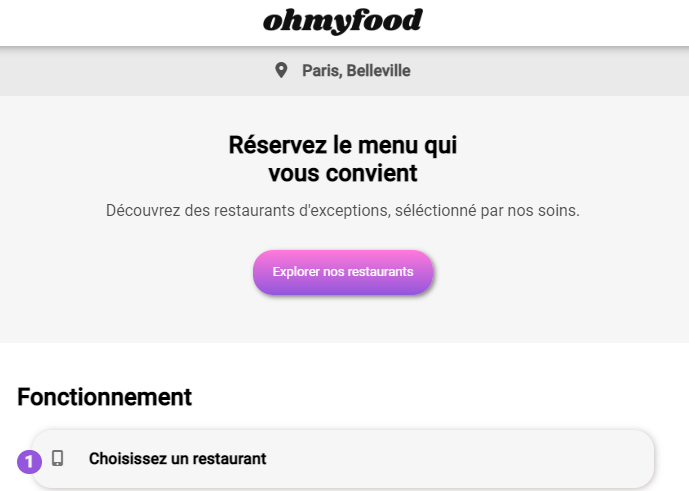 ohmyfood
Paris, Belleville
Réservez le menu qui
vous convient
Découvrez des restaurants d'exceptions, séléctionné par nos soins.
Explorer nos restaurants
Fonctionnement
1 Choisissez un restaurant